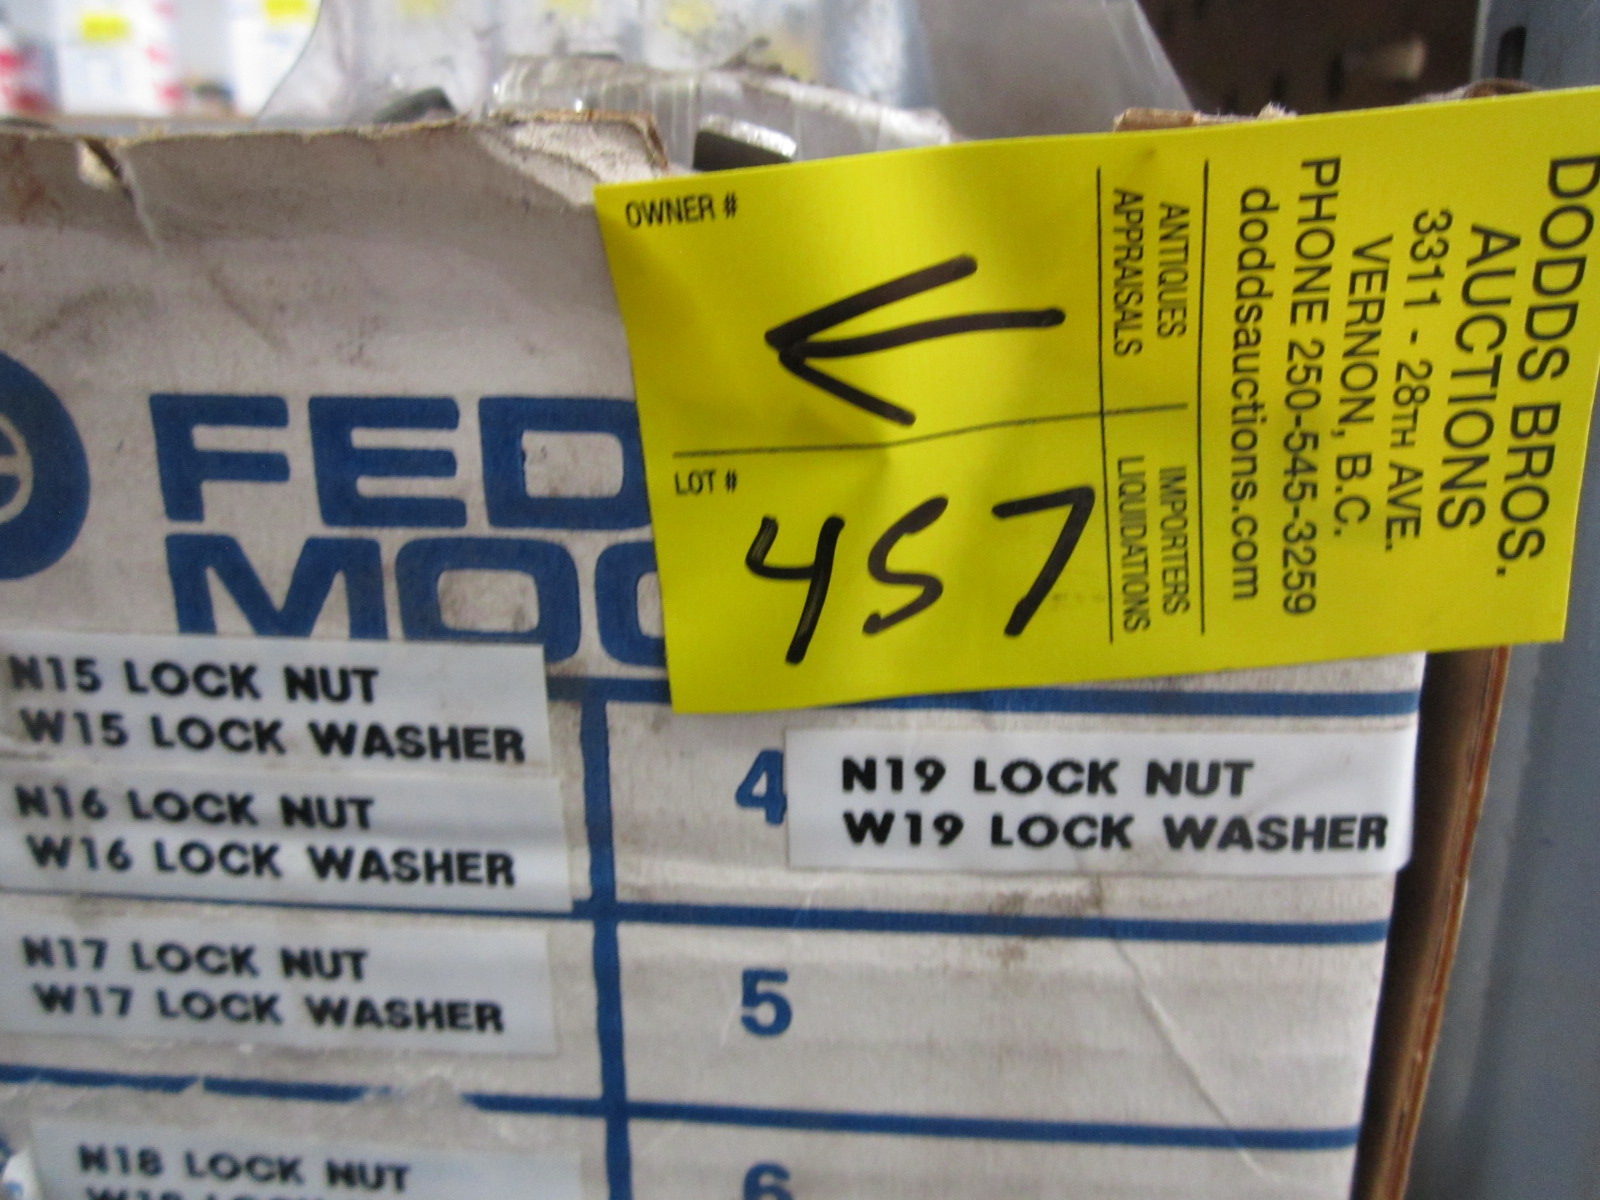 OWNER #
LOT #
457
ANTIQUES
APPRAISALS
IMPORTERS
LIQUIDATIONS
DODDS BROS.
AUCTIONS
3311 - 28TH AVE.
VERNON, B.C.
PHONE 250-545-3259
doddsauctions.com
FED
MO
N15 LOCK NUT
W15 LOCK WASHER
N16 LOCK NUT
W16 LOCK WASHER
N17 LOCK NUT
W17 LOCK WASHER
N18 LOCK NUT
4
N19 LOCK NUT
W19 LOCK WASHER
5
6